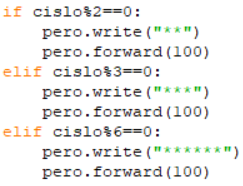 if cislo%2==0:
    pero.write("**")
    pero.forward(100)
elif cislo%3==0:
    pero.write("***")
    pero.forward(100)
elif cislo%6==0:
    pero.write("******")
    pero.forward(100)